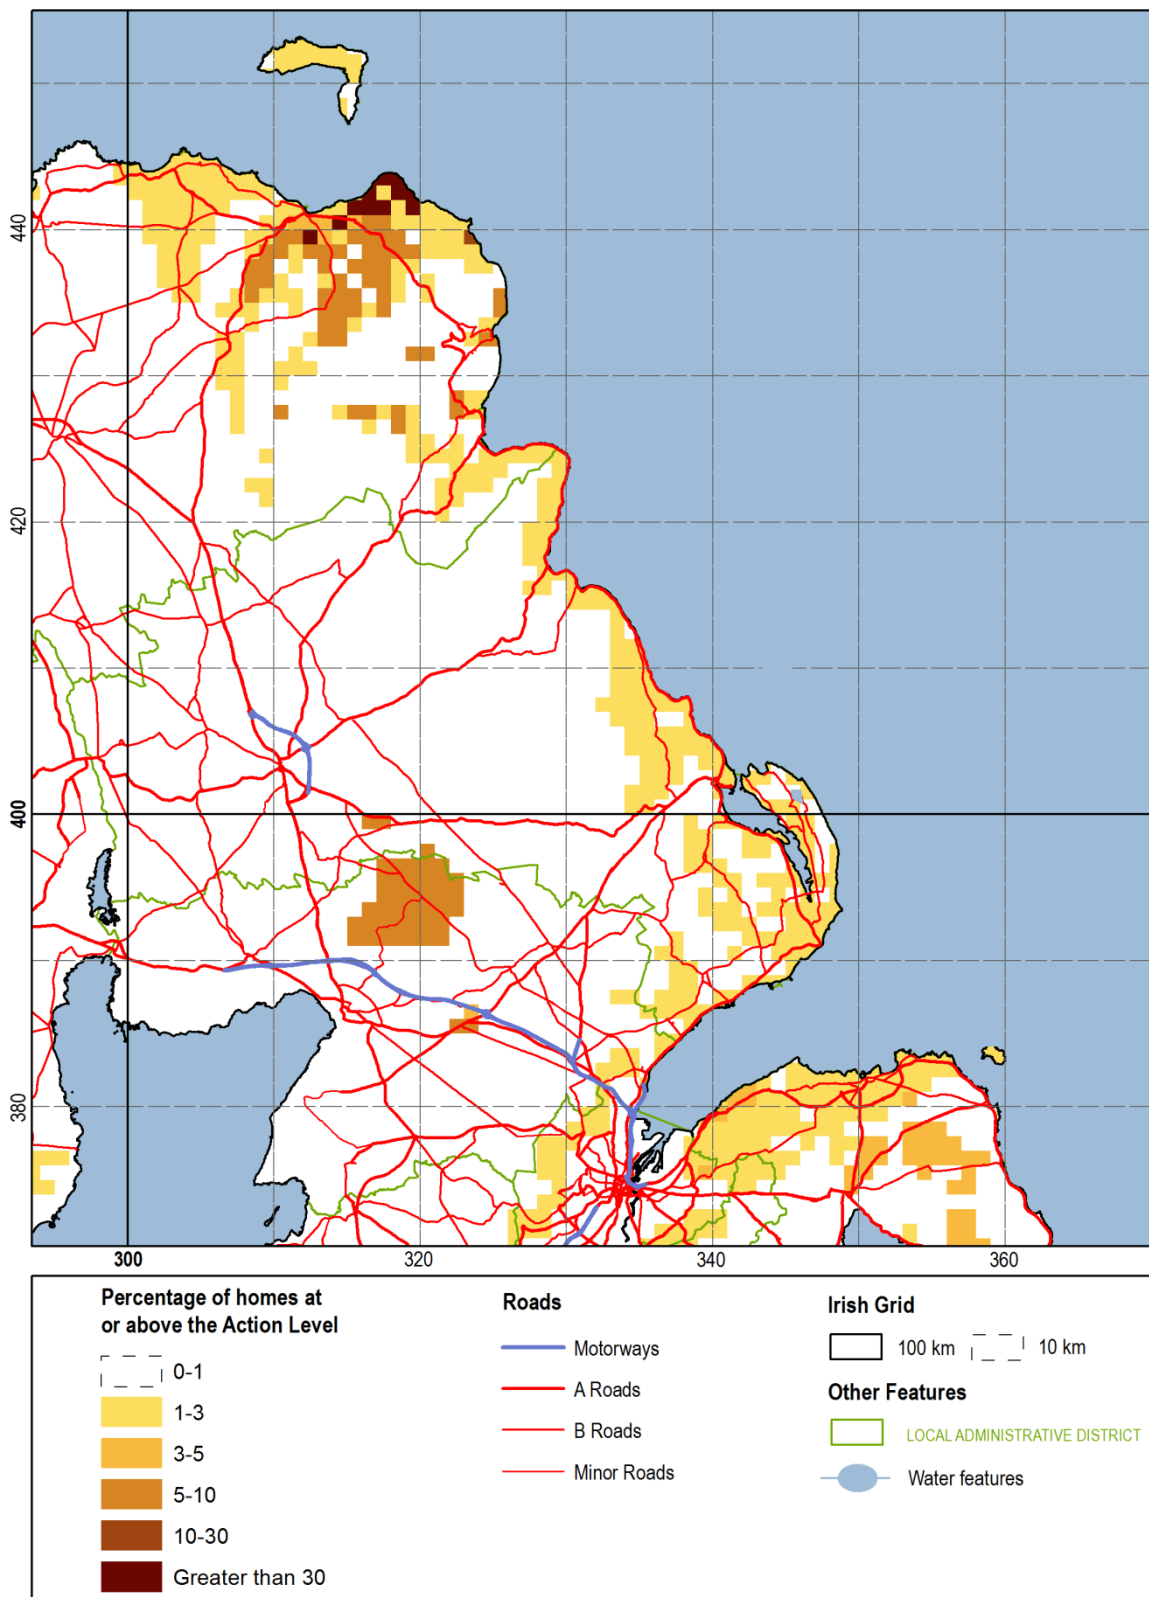 440
420
400
380
300
320
340
360
Percentage of homes at
or above the Action Level
0-1
1-3
3-5
5-10
10-30
Greater than 30
Roads
Motorways
A Roads
B Roads
Minor Roads
Irish Grid
100 km
10 km
Other Features
LOCAL ADMINISTRATIVE DISTRICT
Water features